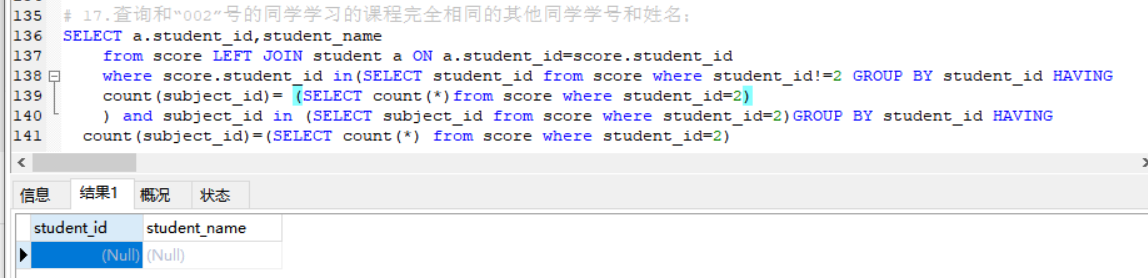 135 # 17.查询和“002”号的同学学习的课程完全相同的其他同学学号和姓名;
136 SELECT a.student_id,student_name
137 from score LEFT JOIN student a ON a.student_id=score.student_id
138 where score.student_id in(SELECT student_id from score where student_id!=2 GROUP BY student_id HAVING
139 count(subject_id)= (SELECT count(*)from score where student_id=2)
140 ) and subject_id in (SELECT subject_id from score where student_id=2)GROUP BY student_id HAVING
141 count(subject_id)=(SELECT count(*) from score where student_id=2)
信息 结果1 概况 状态
student_id student_name
(Null) (Null)